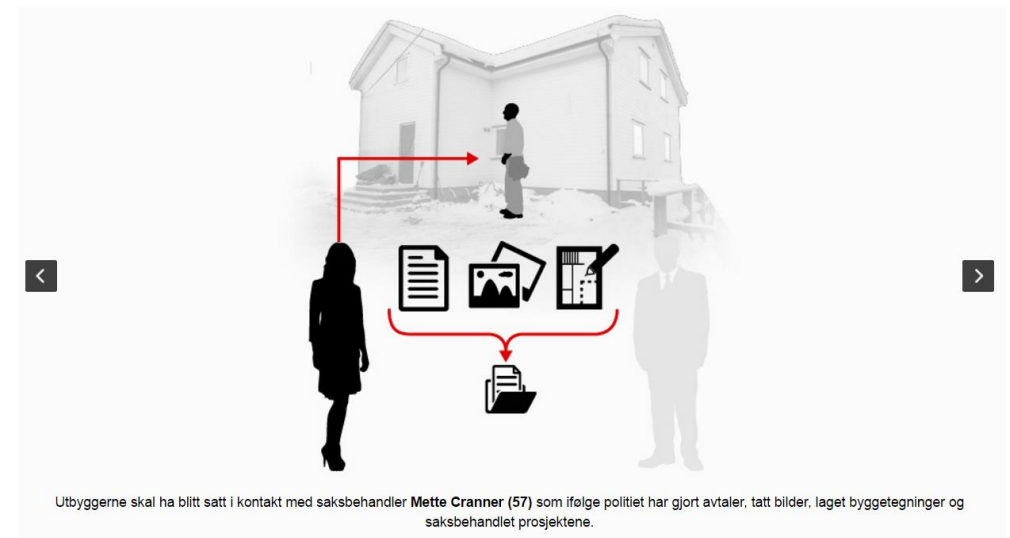 Utbyggerne skal ha blitt satt i kontakt med saksbehandler Mette Cranner (57) som ifølge politiet har gjort avtaler, tatt bilder, laget byggetegninger og
saksbehandlet prosjektene.